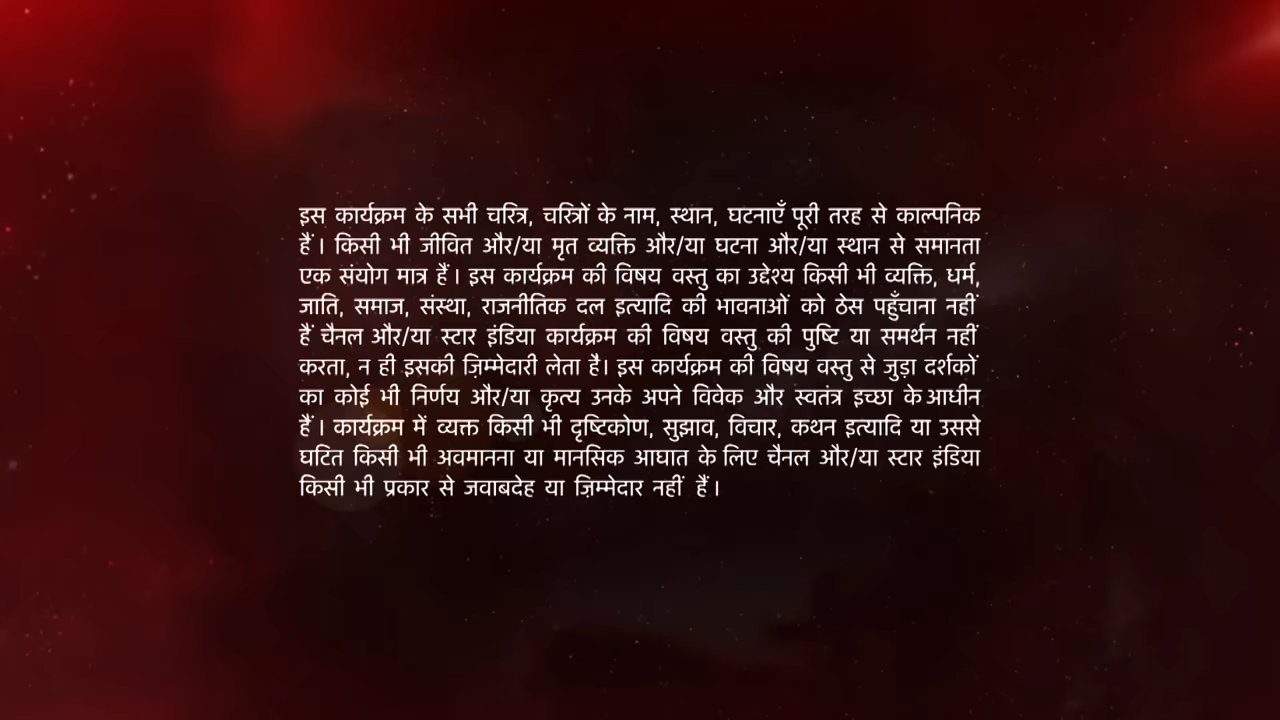 इस कार्यक्रम के सभी चरित्र, चरित्रों के नाम, स्थान, घटनाएँ पूरी तरह से काल्पनिक
हैं। किसी भी जीवित और/या मृत व्यक्ति और/या घटना और/या स्थान से समानता
एक संयोग मात्र हैं। इस कार्यक्रम की विषय वस्तु का उद्देश्य किसी भी व्यक्ति, धर्म,
जाति, समाज, संस्था, राजनीतिक दल इत्यादि की भावनाओं को ठेस पहुँचाना नहीं
हैं चैनल और/या स्टार इंडिया कार्यक्रम की विषय वस्तु की पुष्टि या समर्थन नहीं
करता, न ही इसकी ज़िम्मेदारी लेता है। इस कार्यक्रम की विषय वस्तु से जुड़ा दर्शकों
का कोई भी निर्णय और/या कृत्य उनके अपने विवेक और स्वतंत्र इच्छा के आधीन
हैं। कार्यक्रम में व्यक्त किसी भी दृष्टिकोण, सुझाव, विचार, कथन इत्यादि या उससे
घटित किसी भी अवमानना या मानसिक आघात के लिए चैनल और/या स्टार इंडिया
किसी भी प्रकार से जवाबदेह या ज़िम्मेदार नहीं हैं।